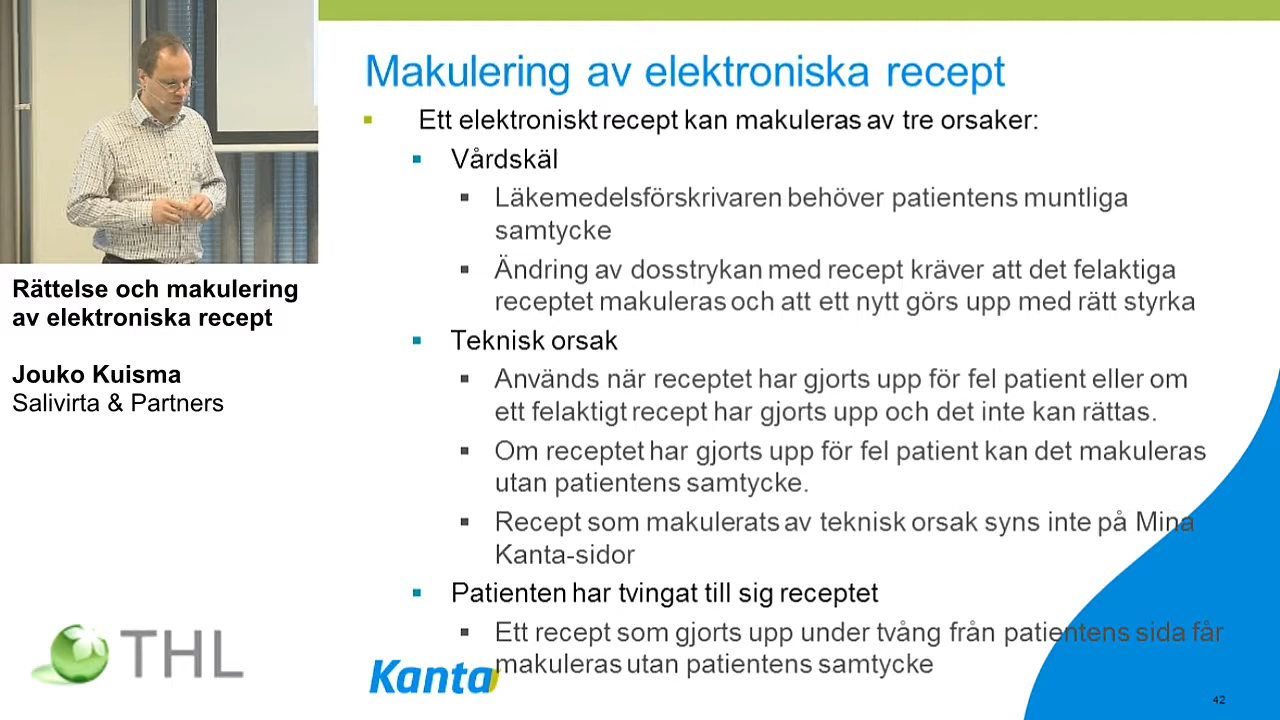 Makulering av elektroniska recept
Ett elektroniskt recept kan makuleras av tre orsaker:
Vårdskäl
Läkemedelsförskrivaren behöver patientens muntliga
samtycke
Ändring av dosstrykan med recept kräver att det felaktiga
receptet makuleras och att ett nytt görs upp med rätt styrka
Teknisk orsak
Används när receptet har gjorts upp för fel patient eller om
ett felaktigt recept har gjorts upp och det inte kan rättas.
Om receptet har gjorts upp för fel patient kan det makuleras
utan patientens samtycke.
Recept som makulerats av teknisk orsak syns inte på Mina
Kanta-sidor
Patienten har tvingat till sig receptet
Ett recept som gjorts upp under tvång från patientens sida får
makuleras utan patientens samtycke
Rättelse och makulering
av elektroniska recept
Jouko Kuisma
Salivirta & Partners
THL
Kanta
42